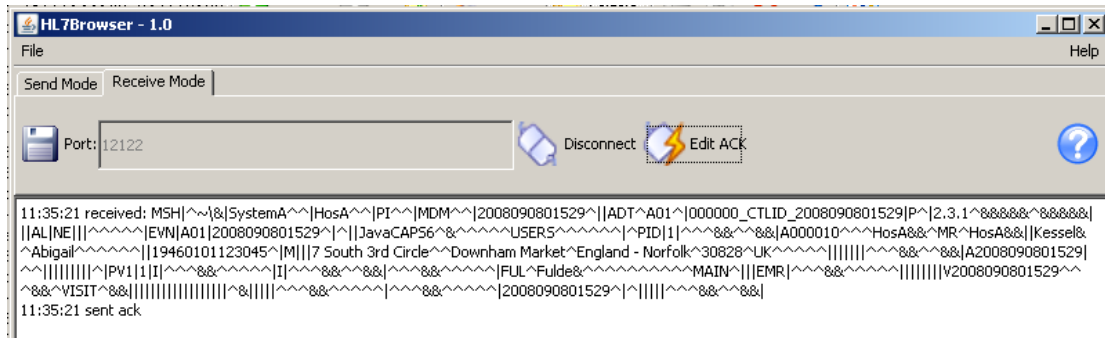 HL7Browser - 1.0
File Help
Send Mode Receive Mode
Port: 12122 Disconnect Edit ACK
11:35:21 received: MSH|^~\&|SystemA^^|HosA^^|PI^^|MDM^^|2008090801529^||ADT^A01^|000000_CTLID_2008090801529|P^|2.3.1^&&&&&^&&&&&|
||AL|NE|||^^^^^|EVN|A01|2008090801529^|^||JavaCAPS6^&^^^^^USERS^^^^^|^PID|1|^^^&&^^&&|A000010^^^HosA&&^MR^HosA&&||Kessel&
^Abigail^^^^^^||19460101123045^|M|||7 South 3rd Circle^^Downham Market^England - Norfolk^30828^UK^^^^^|||||||^^^&&^^&&|A2008090801529|
^^|||||||||^|PV1|1|I|^^^&&^^^^^|I|^^^&&^^&&|^^^&&^^^^^|FUL^Fulde&^^^^^^^^^^MAIN^|||EMR|^^^&&^^^^^||||||||V2008090801529^^
^&&^VISIT^&&||||||||||||||||||^&|||||^^^&&^^^^^|^^^&&^^^^^|2008090801529^|^|||||^^^&&^^&&|
11:35:21 sent ack